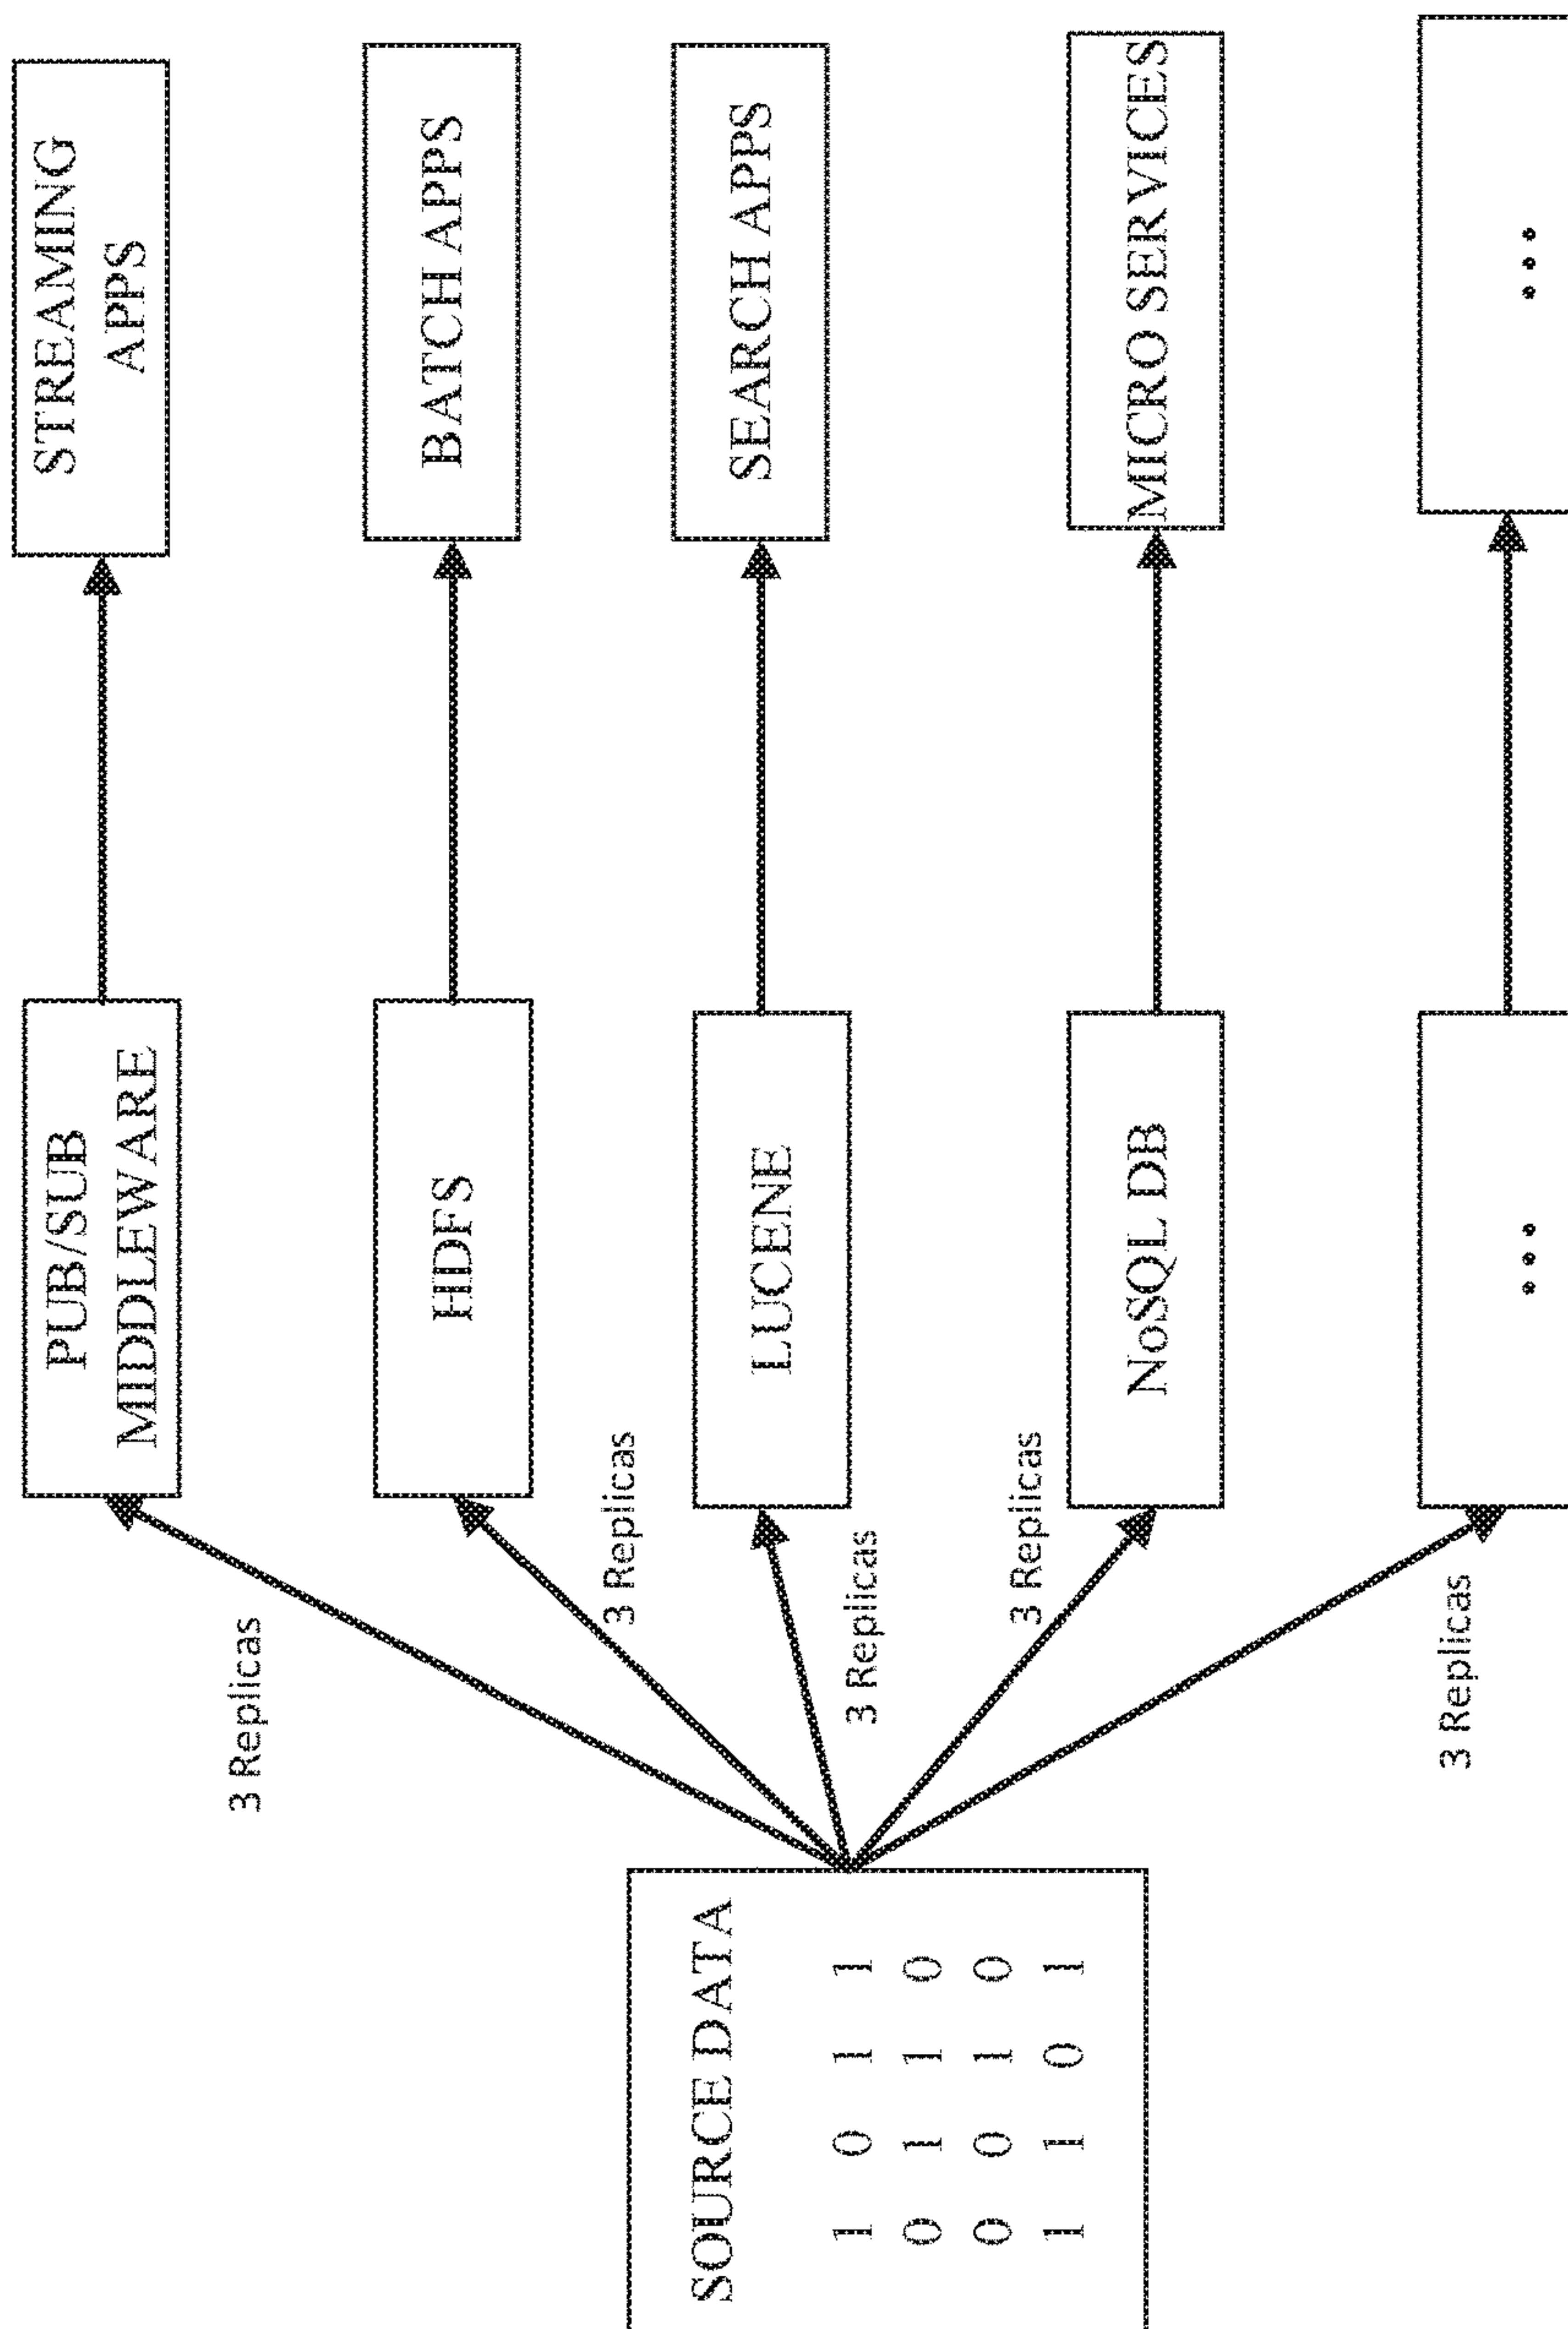 SOURCE DATA
1 0 1 1
0 1 1 0
0 0 1 0
1 1 0 1
3 Replicas
3 Replicas
3 Replicas
3 Replicas
3 Replicas
PUB/SUB
MIDDLEWARE
HDFS
LUCENE
NoSQL DB
...
STREAMING
APPS
BATCH APPS
SEARCH APPS
MICRO SERVICES
...